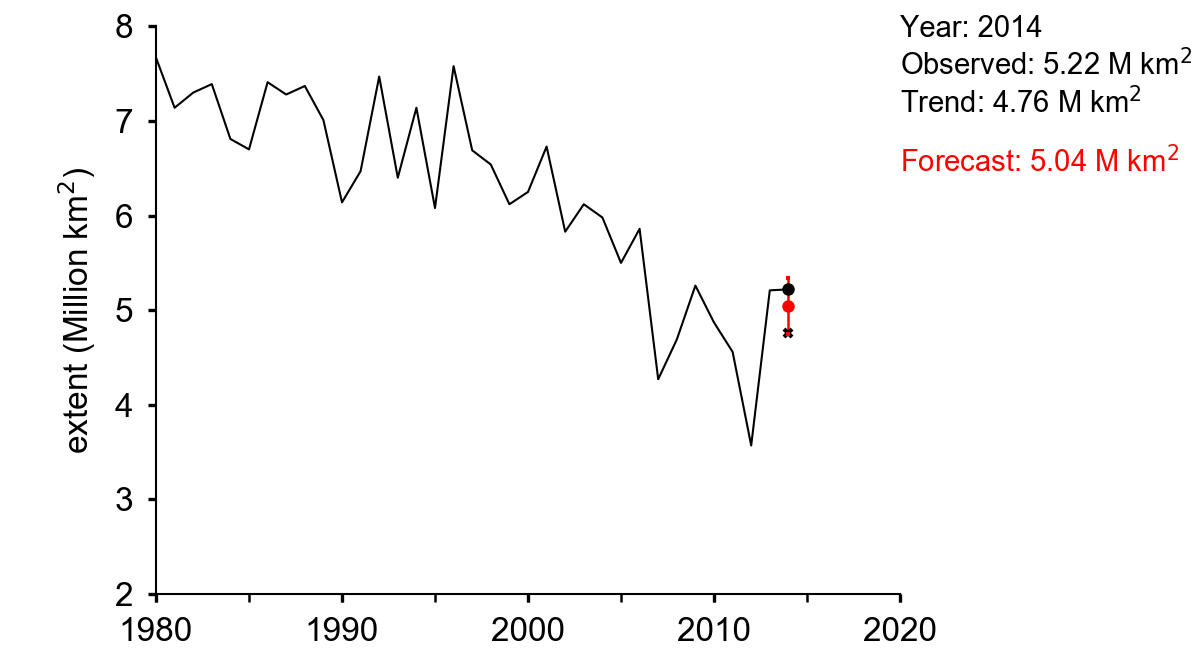 Year: 2014
Observed: 5.22 M km²
Trend: 4.76 M km²
Forecast: 5.04 M km²
extent (Million km²)
8
7
6
5
4
3
2
1980 1990 2000 2010 2020